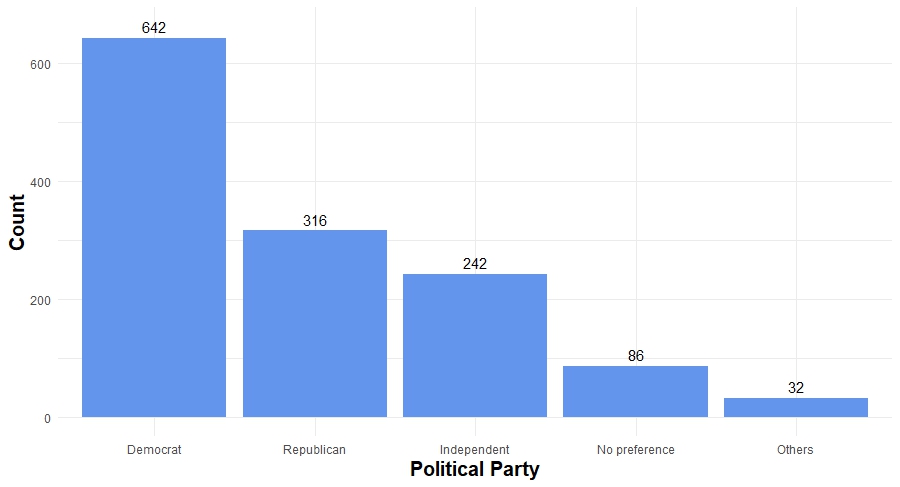 642
600
400
316
242
200
86
32
0
Count
Democrat
Republican
Independent
No preference
Others
Political Party